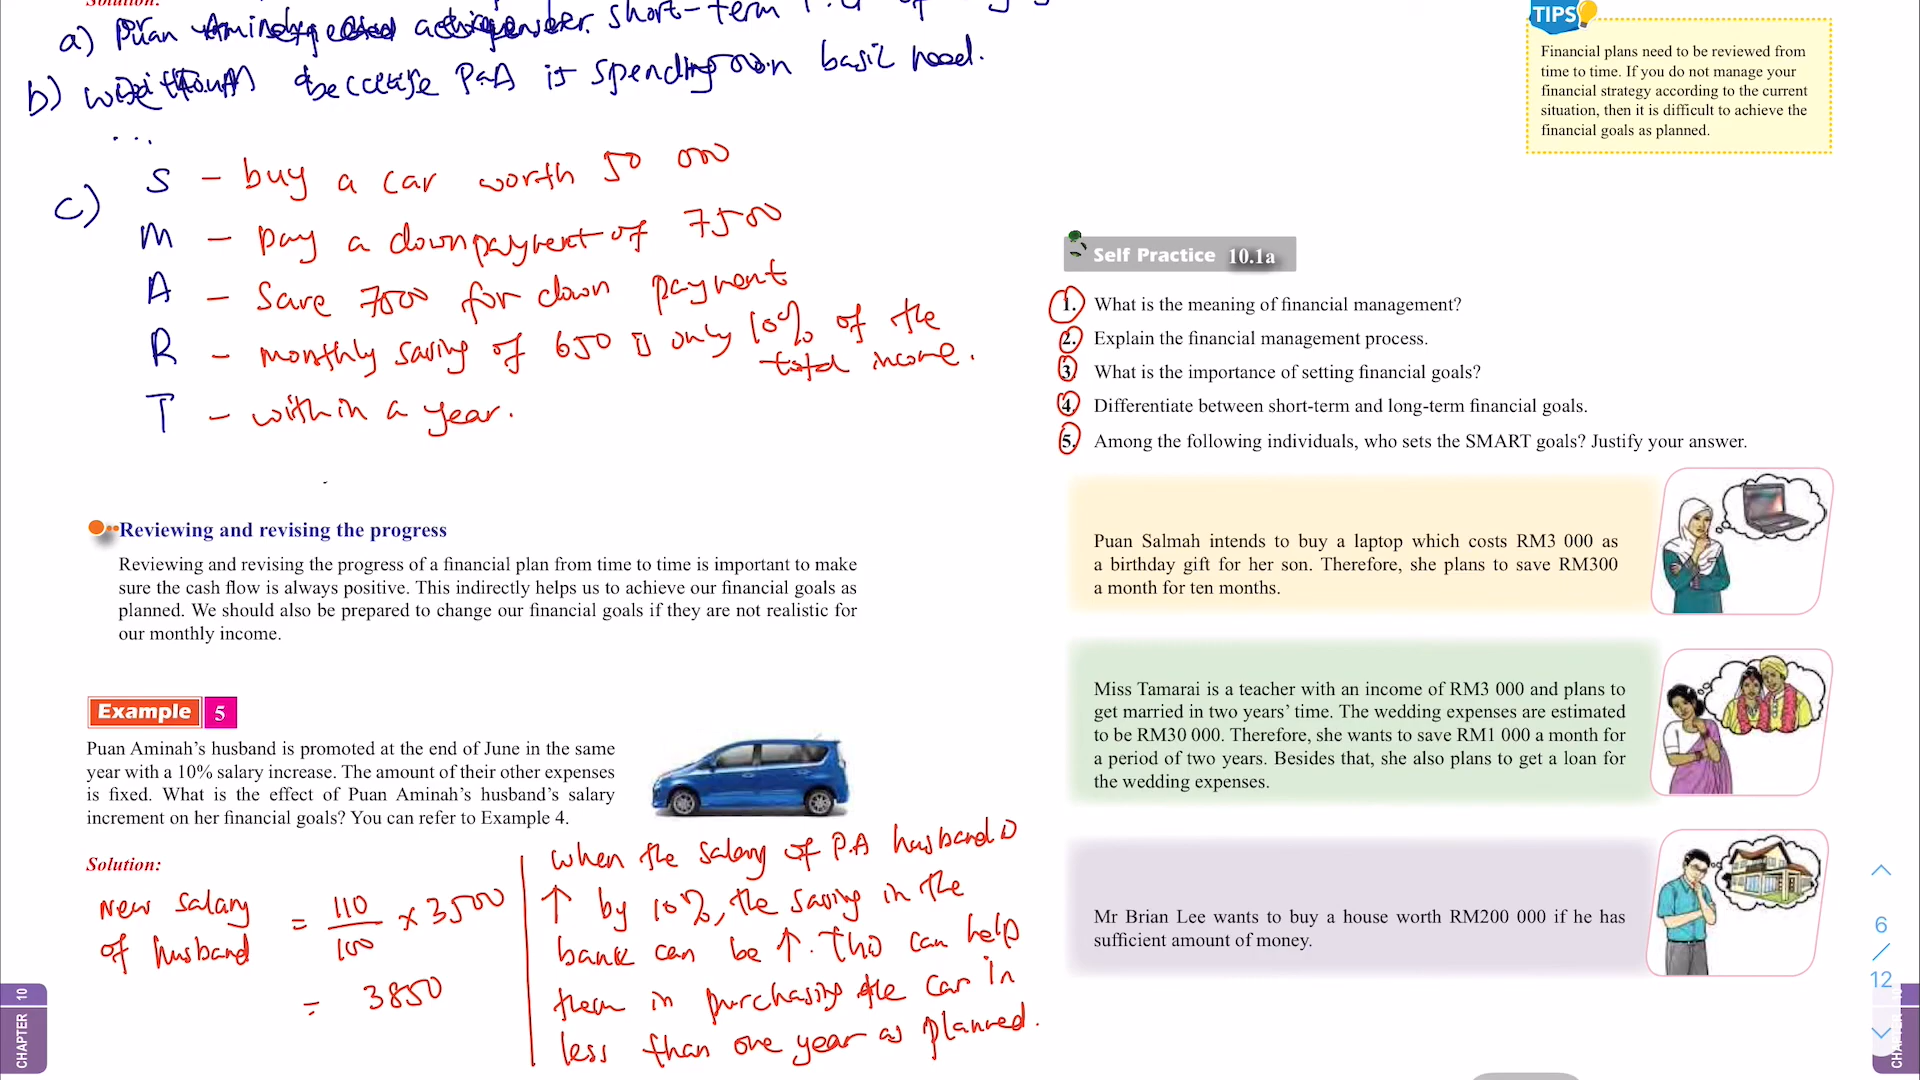 Solution:
a) Puan short-term
b) because P.A is spending on basic need.
...
c) S - buy a car worth 50 000
M - pay a downpayment of 7500
A - Save 7500 for down payment
R - monthly saving of 650 is only 10% of the
total income.
T - within a year.
Reviewing and revising the progress
Reviewing and revising the progress of a financial plan from time to time is important to make
sure the cash flow is always positive. This indirectly helps us to achieve our financial goals as
planned. We should also be prepared to change our financial goals if they are not realistic for
our monthly income.
Example 5
Puan Aminah's husband is promoted at the end of June in the same
year with a 10% salary increase. The amount of their other expenses
is fixed. What is the effect of Puan Aminah's husband's salary
increment on her financial goals? You can refer to Example 4.
Solution:
New salary
of husband
= 110/100 × 3500
= 3850
when the salary of P.A husband is
↑ by 10%, the saving in the
bank can be ↑. This can help
them in purchasing the car in
less than one year as planned.
CHAPTER 10
TIPS
Financial plans need to be reviewed from
time to time. If you do not manage your
financial strategy according to the current
situation, then it is difficult to achieve the
financial goals as planned.
Self Practice 10.1a
1. What is the meaning of financial management?
2. Explain the financial management process.
3. What is the importance of setting financial goals?
4. Differentiate between short-term and long-term financial goals.
5. Among the following individuals, who sets the SMART goals? Justify your answer.
Puan Salmah intends to buy a laptop which costs RM3 000 as
a birthday gift for her son. Therefore, she plans to save RM300
a month for ten months.
Miss Tamarai is a teacher with an income of RM3 000 and plans to
get married in two years' time. The wedding expenses are estimated
to be RM30 000. Therefore, she wants to save RM1 000 a month for
a period of two years. Besides that, she also plans to get a loan for
the wedding expenses.
Mr Brian Lee wants to buy a house worth RM200 000 if he has
sufficient amount of money.
6
/
12